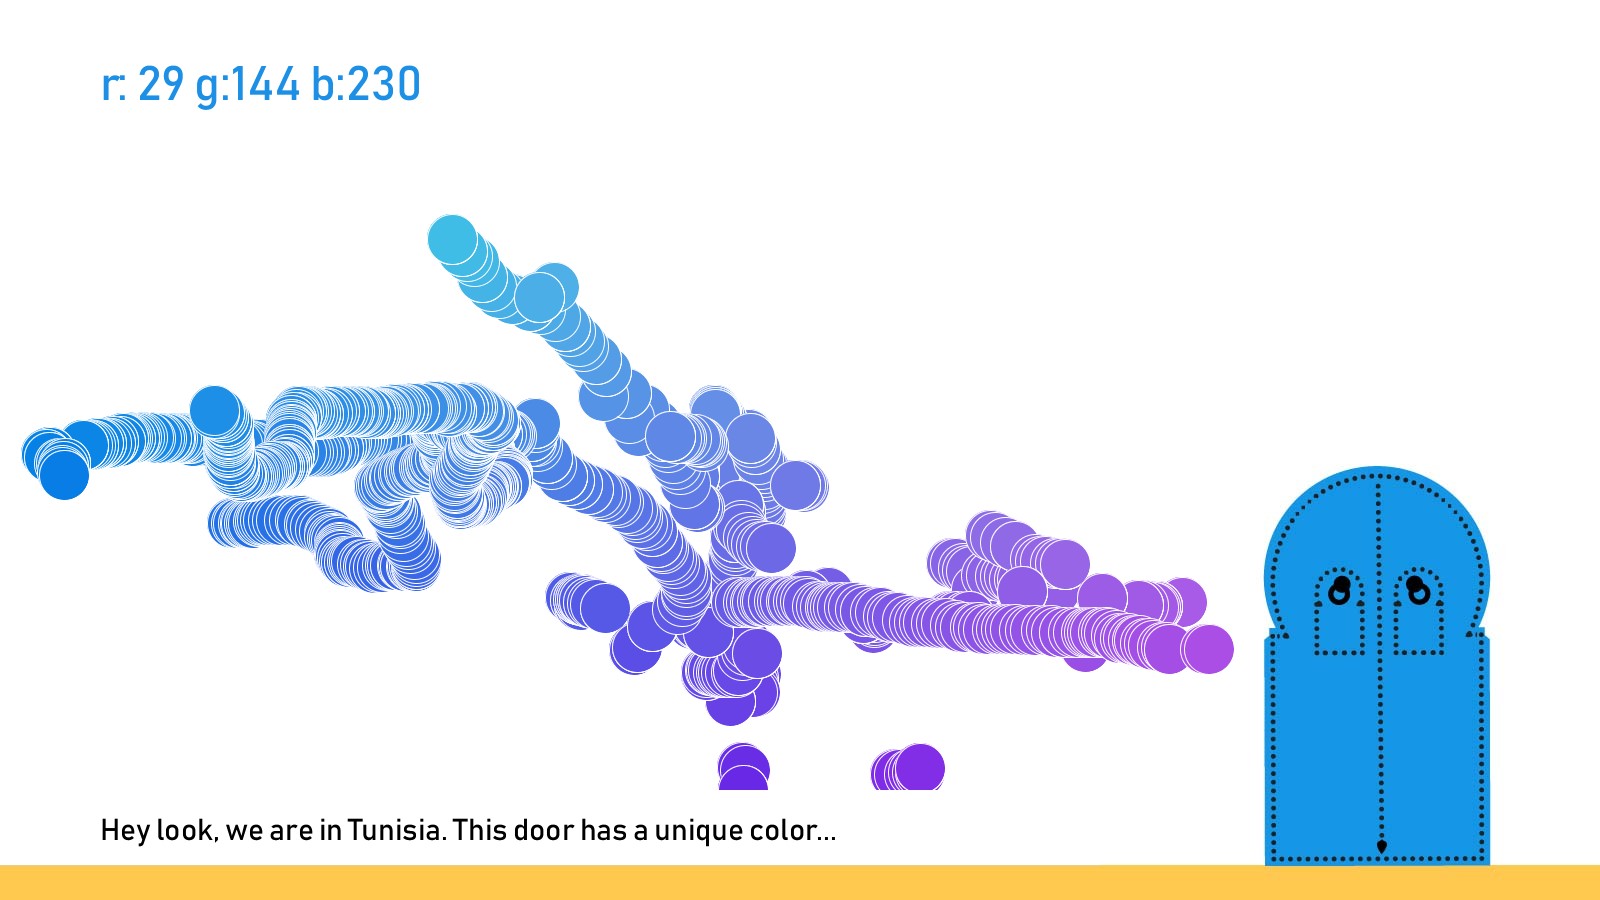 r: 29 g:144 b:230
Hey look, we are in Tunisia. This door has a unique color...